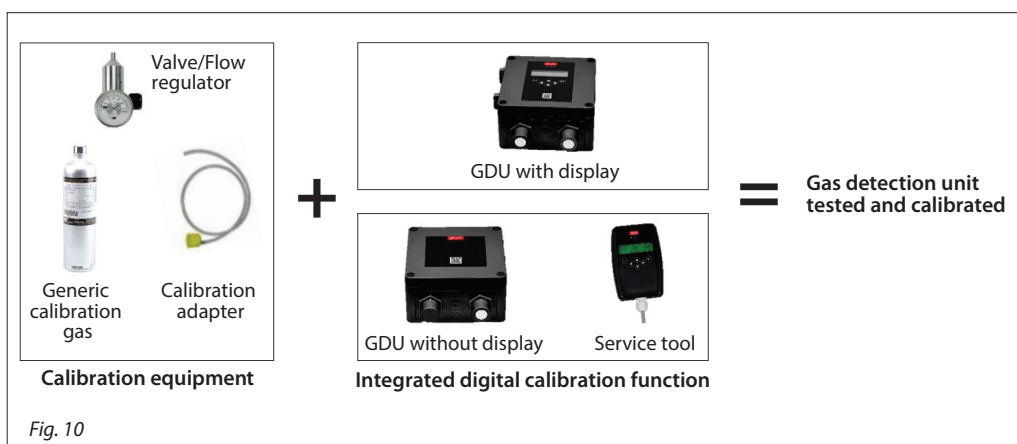 Valve/Flow
regulator
Generic
calibration
gas
Calibration
adapter
Calibration equipment
+
GDU with display
GDU without display
Service tool
Integrated digital calibration function
=
Gas detection unit
tested and calibrated
Fig. 10